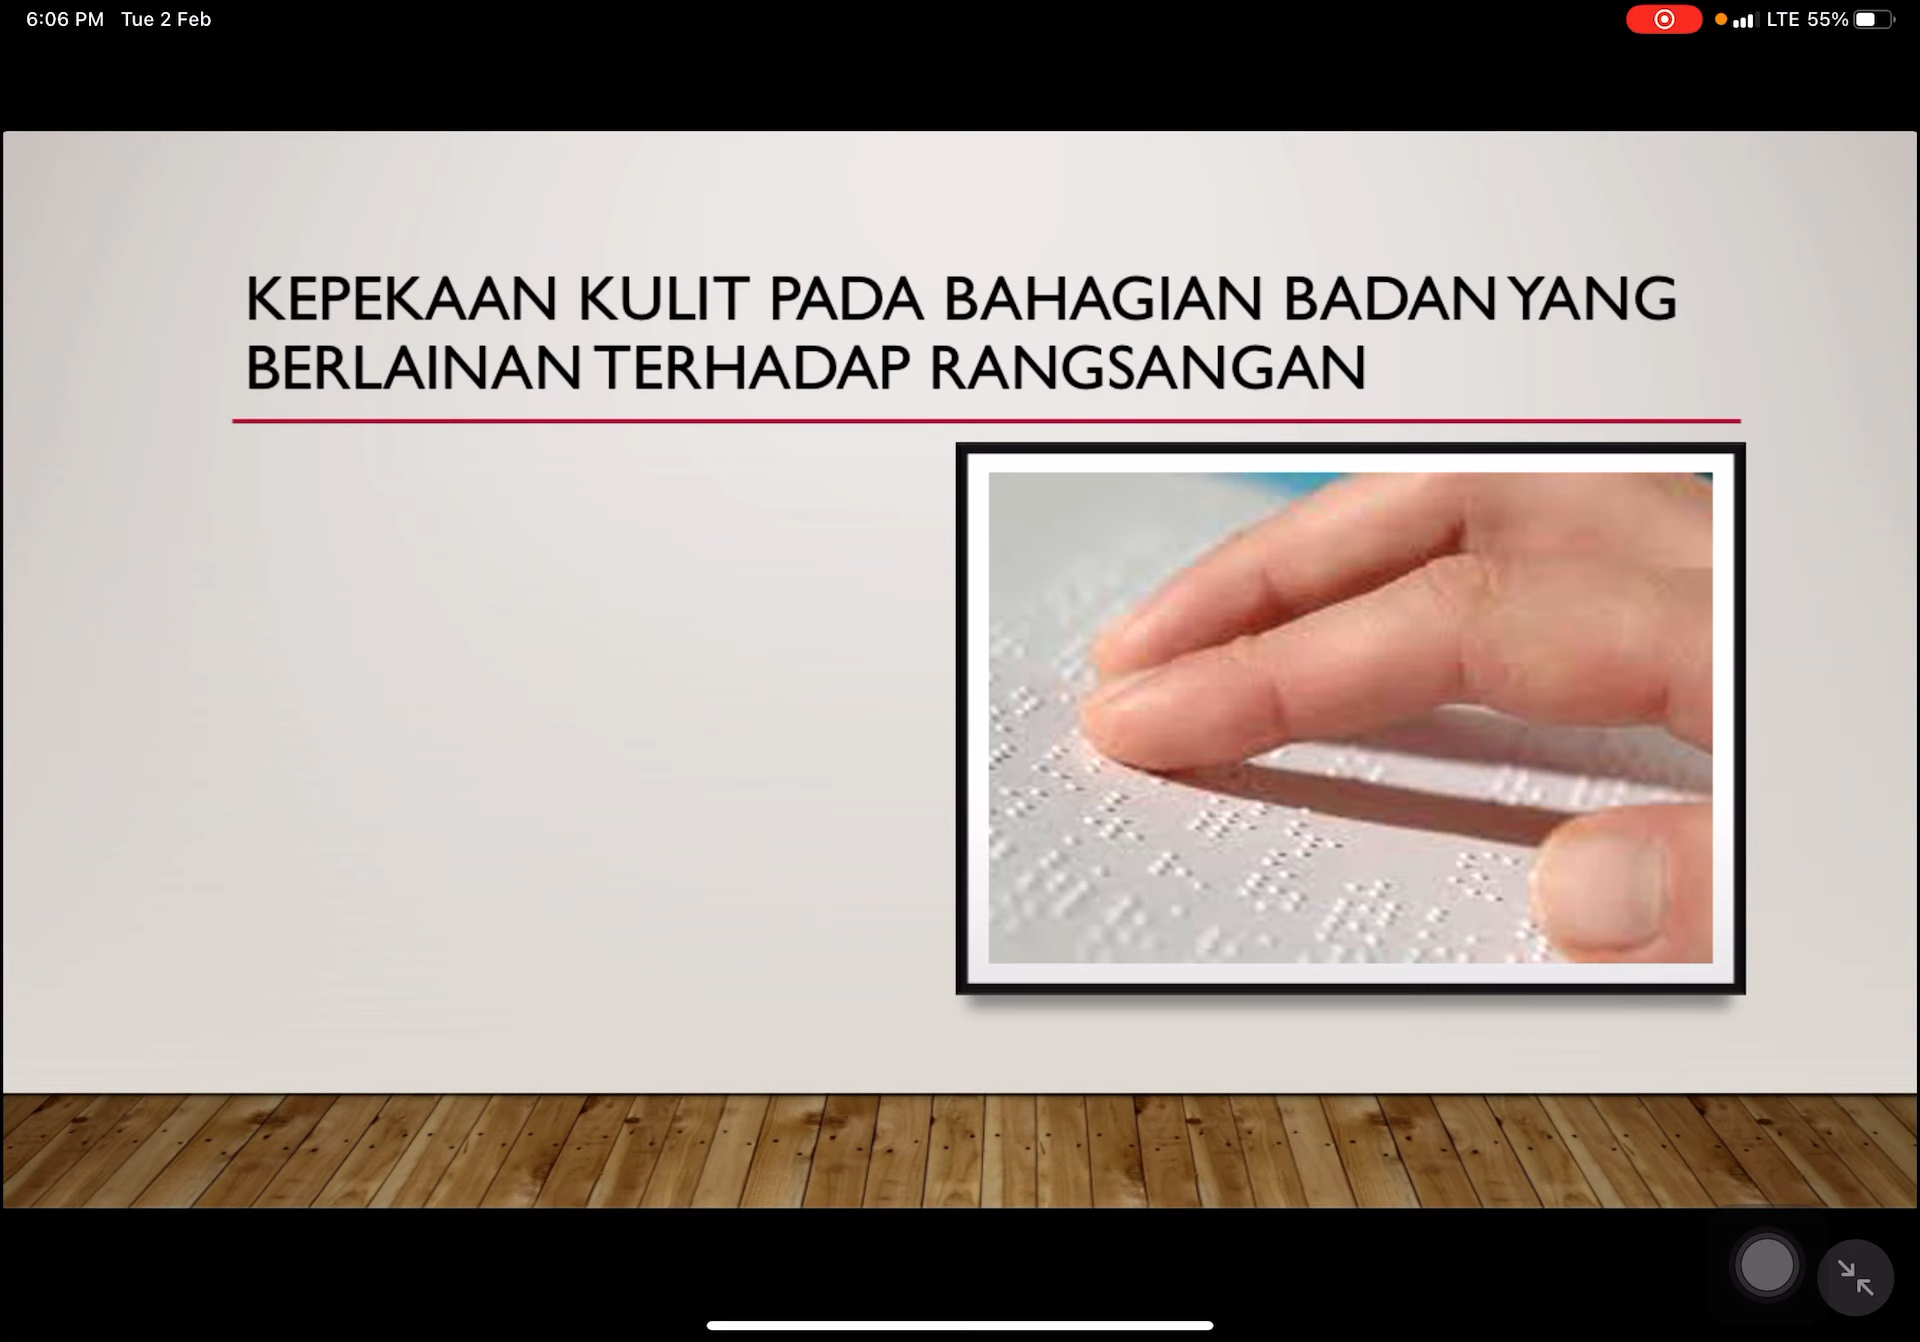 6:06 PM Tue 2 Feb
LTE 55%
KEPEKAAN KULIT PADA BAHAGIAN BADAN YANG
BERLAINAN TERHADAP RANGSANGAN